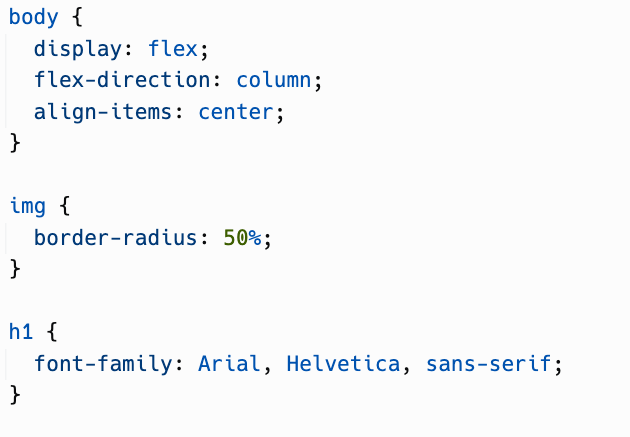 body {
  display: flex;
  flex-direction: column;
  align-items: center;
}

img {
  border-radius: 50%;
}

h1 {
  font-family: Arial, Helvetica, sans-serif;
}